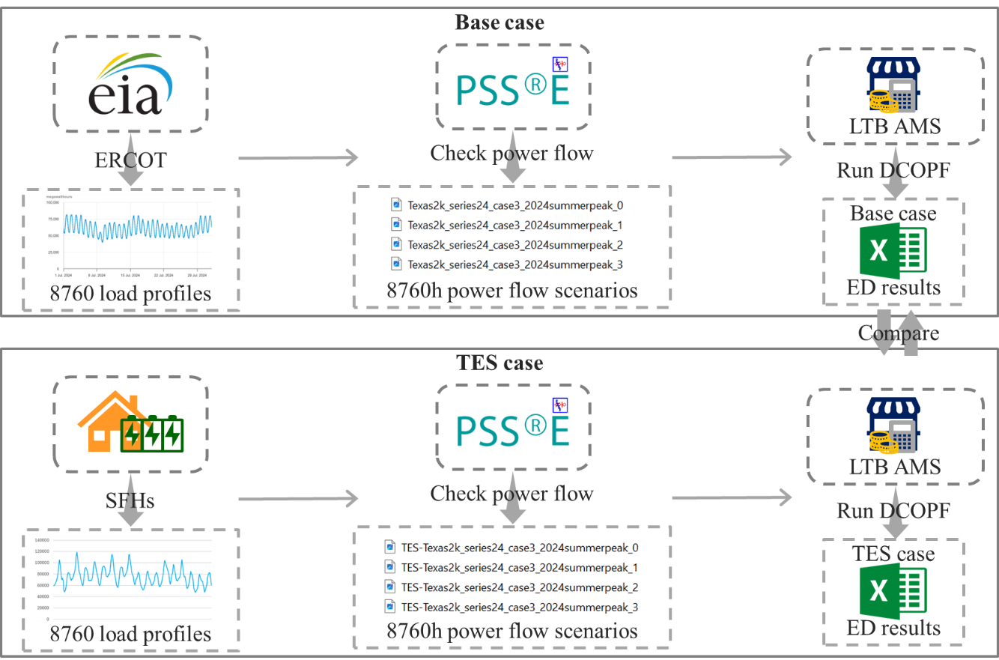 Base case
eia
ERCOT
megawatthours
100,000
75,000
50,000
25,000
0
1 Jul, 2024
8 Jul, 2024
15 Jul, 2024
22 Jul, 2024
29 Jul, 2024
8760 load profiles
PSS®E
Check power flow
Texas2k_series24_case3_2024summerpeak_0
Texas2k_series24_case3_2024summerpeak_1
Texas2k_series24_case3_2024summerpeak_2
Texas2k_series24_case3_2024summerpeak_3
8760h power flow scenarios
LTB AMS
Run DCOPF
Base case
X
ED results
Compare
TES case
SFHs
140000
120000
100000
80000
60000
40000
20000
0
8760 load profiles
PSS®E
Check power flow
TES-Texas2k_series24_case3_2024summerpeak_0
TES-Texas2k_series24_case3_2024summerpeak_1
TES-Texas2k_series24_case3_2024summerpeak_2
TES-Texas2k_series24_case3_2024summerpeak_3
8760h power flow scenarios
LTB AMS
Run DCOPF
TES case
X
ED results